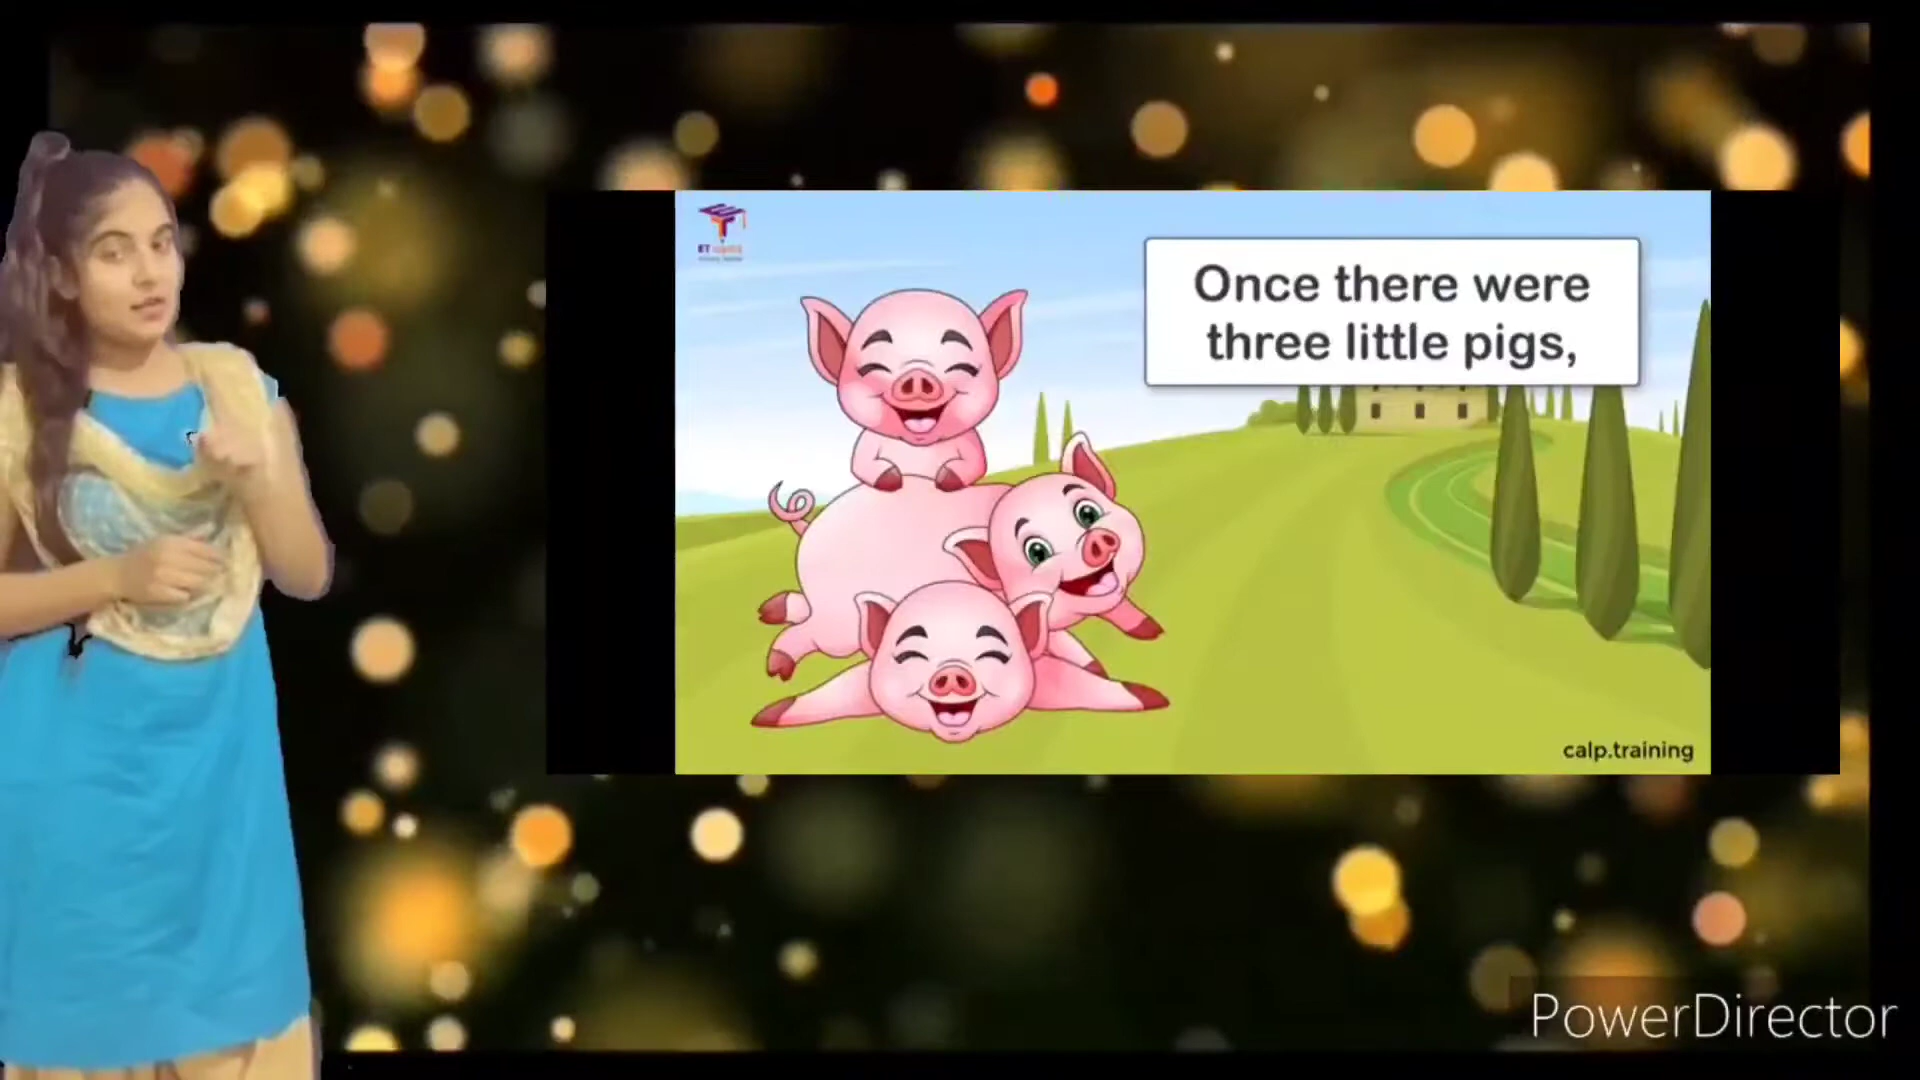 Once there were
three little pigs,
calp.training
PowerDirector